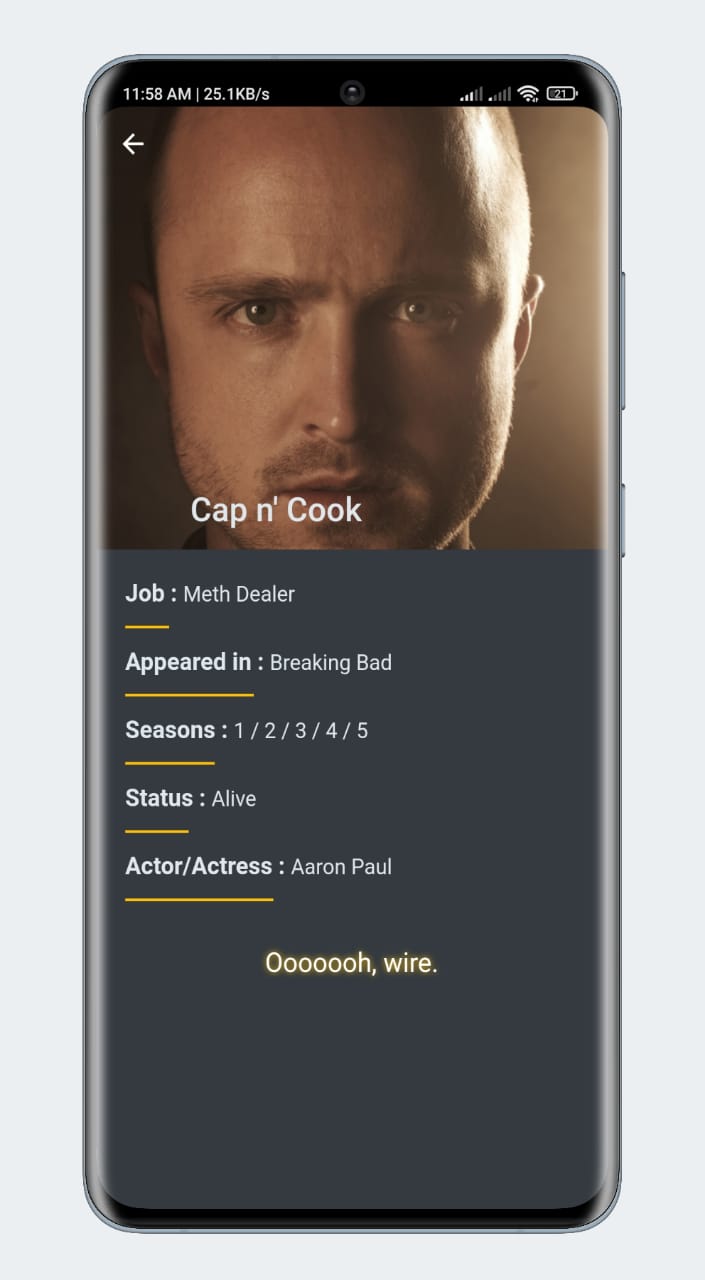 11:58 AM | 25.1KB/s 21
Cap n' Cook
Job : Meth Dealer
Appeared in : Breaking Bad
Seasons : 1 / 2 / 3 / 4 / 5
Status : Alive
Actor/Actress : Aaron Paul
Ooooooh, wire.